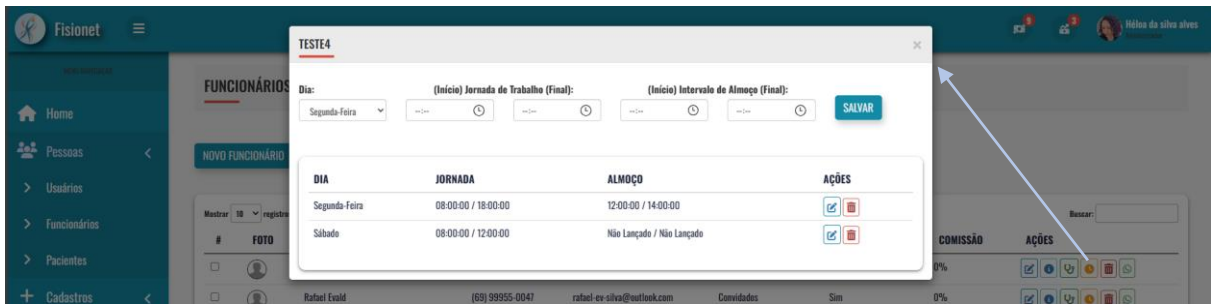 Fisionet
9
3
Héloa da silva alves
TESTE4
×
FUNCIONÁRIOS
Dia:
(Início) Jornada de Trabalho (Final):
(Início) Intervalo de Almoço (Final):
Segunda-Feira
--:--
--:--
--:--
--:--
SALVAR
Home
Pessoas
NOVO FUNCIONÁRIO
DIA
JORNADA
ALMOÇO
AÇÕES
Segunda-Feira
08:00:00 / 18:00:00
12:00:00 / 14:00:00
Sábado
08:00:00 / 12:00:00
Não Lançado / Não Lançado
Usuários
Funcionários
Pacientes
Cadastros
Mostrar 10 registro
Buscar:
#
FOTO
COMISSÃO
AÇÕES
0%
Rafael Evald
(69) 99955-0047
rafael-ev-silva@outlook.com
Convidados
Sim
0%